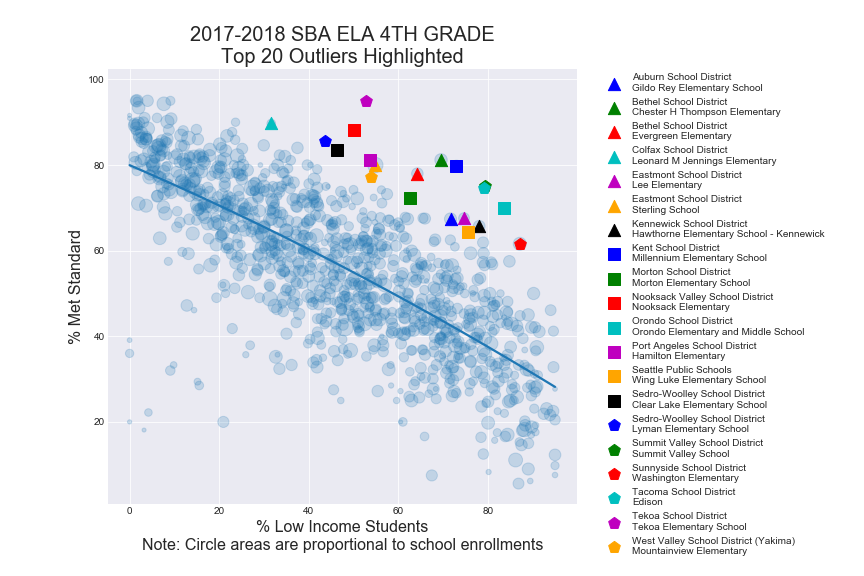 2017-2018 SBA ELA 4TH GRADE
Top 20 Outliers Highlighted
100
80
60
40
20
% Met Standard
0
20
40
60
80
% Low Income Students
Note: Circle areas are proportional to school enrollments
Auburn School District
Gildo Rey Elementary School
Bethel School District
Chester H Thompson Elementary
Bethel School District
Evergreen Elementary
Colfax School District
Leonard M Jennings Elementary
Eastmont School District
Lee Elementary
Eastmont School District
Sterling School
Kennewick School District
Hawthorne Elementary School - Kennewick
Kent School District
Millennium Elementary School
Morton School District
Morton Elementary School
Nooksack Valley School District
Nooksack Elementary
Orondo School District
Orondo Elementary and Middle School
Port Angeles School District
Hamilton Elementary
Seattle Public Schools
Wing Luke Elementary School
Sedro-Woolley School District
Clear Lake Elementary School
Sedro-Woolley School District
Lyman Elementary School
Summit Valley School District
Summit Valley School
Sunnyside School District
Washington Elementary
Tacoma School District
Edison
Tekoa School District
Tekoa Elementary School
West Valley School District (Yakima)
Mountainview Elementary